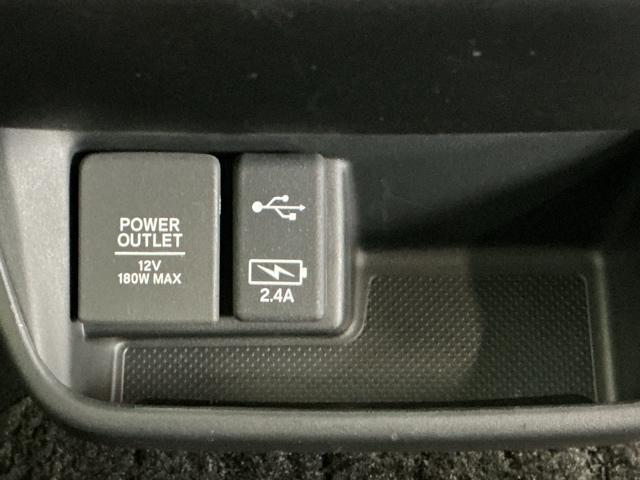 POWER
OUTLET
12V
180W MAX
2.4A